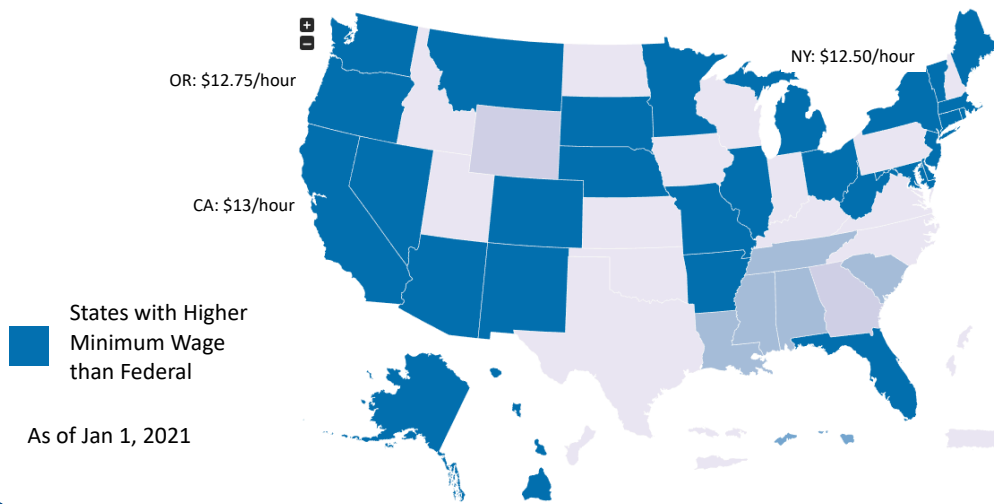 +
−
NY: $12.50/hour
OR: $12.75/hour
CA: $13/hour
States with Higher
Minimum Wage
than Federal
As of Jan 1, 2021